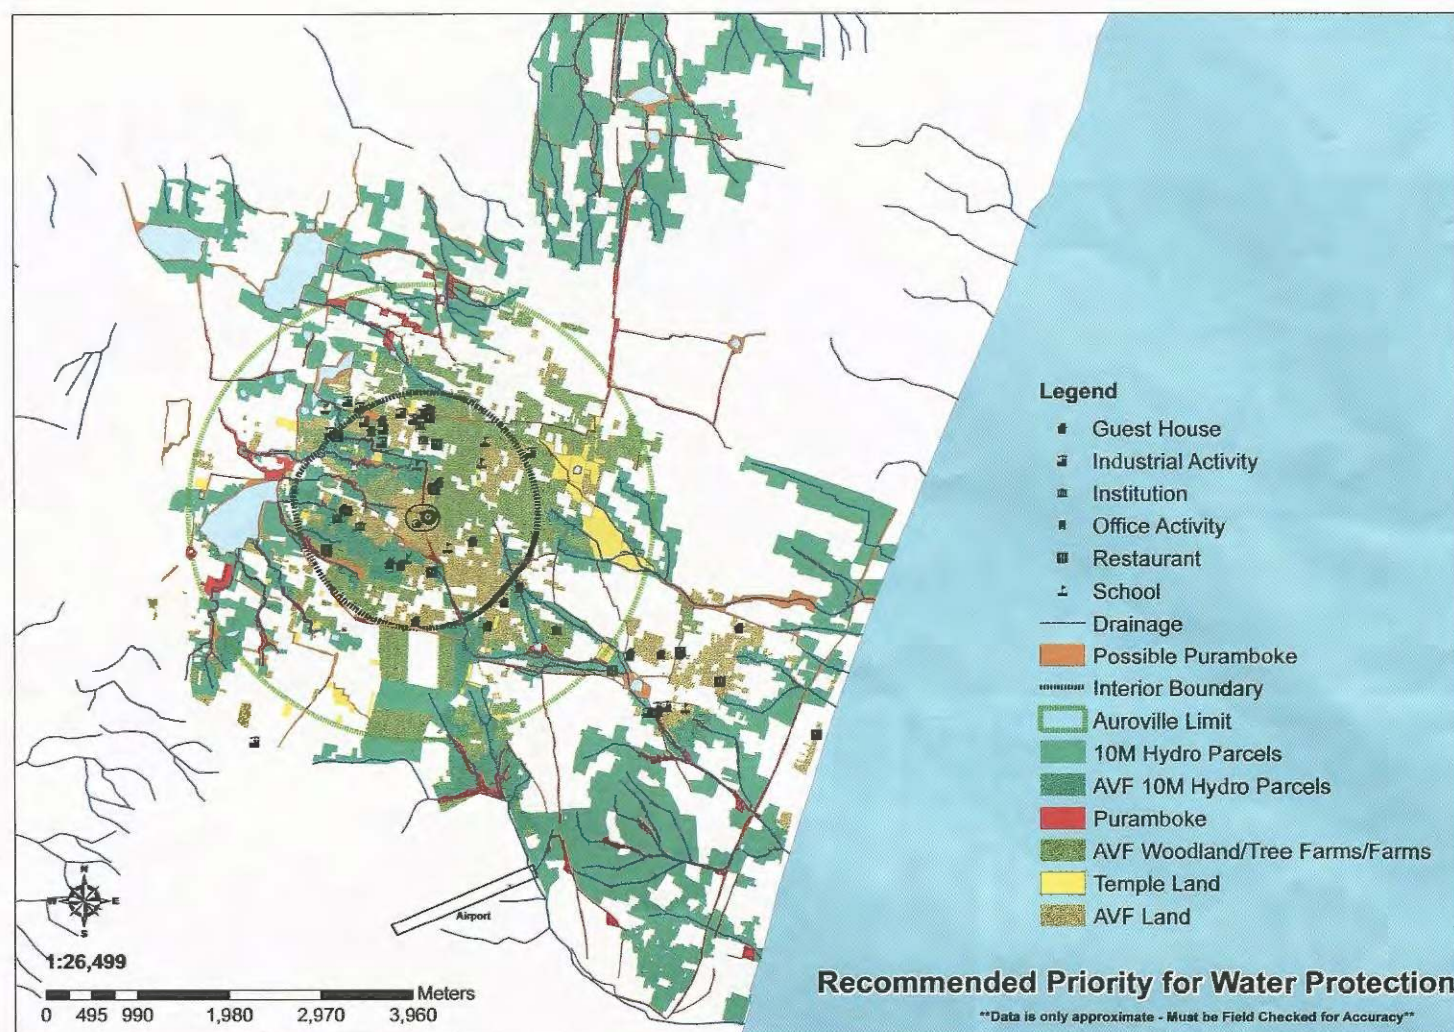 Legend
Guest House
Industrial Activity
Institution
Office Activity
Restaurant
School
Drainage
Possible Puramboke
Interior Boundary
Auroville Limit
10M Hydro Parcels
AVF 10M Hydro Parcels
Puramboke
AVF Woodland/Tree Farms/Farms
Temple Land
AVF Land
N
W E
S
Airport
1:26,499
Meters
0 495 990 1,980 2,970 3,960
Recommended Priority for Water Protection
**Data is only approximate - Must be Field Checked for Accuracy**